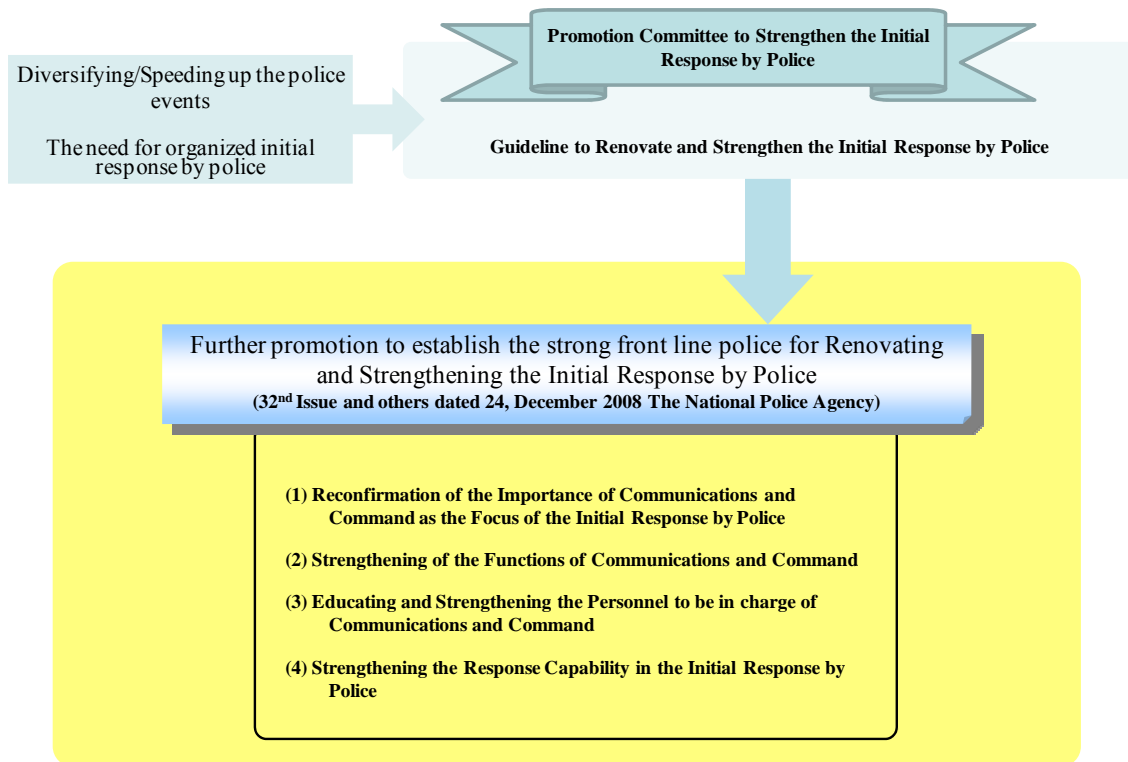 Promotion Committee to Strengthen the Initial
Response by Police
Diversifying/Speeding up the police
events
The need for organized initial
response by police
Guideline to Renovate and Strengthen the Initial Response by Police
Further promotion to establish the strong front line police for Renovating
and Strengthening the Initial Response by Police
(32nd Issue and others dated 24, December 2008 The National Police Agency)
(1) Reconfirmation of the Importance of Communications and
Command as the Focus of the Initial Response by Police
(2) Strengthening of the Functions of Communications and Command
(3) Educating and Strengthening the Personnel to be in charge of
Communications and Command
(4) Strengthening the Response Capability in the Initial Response by
Police